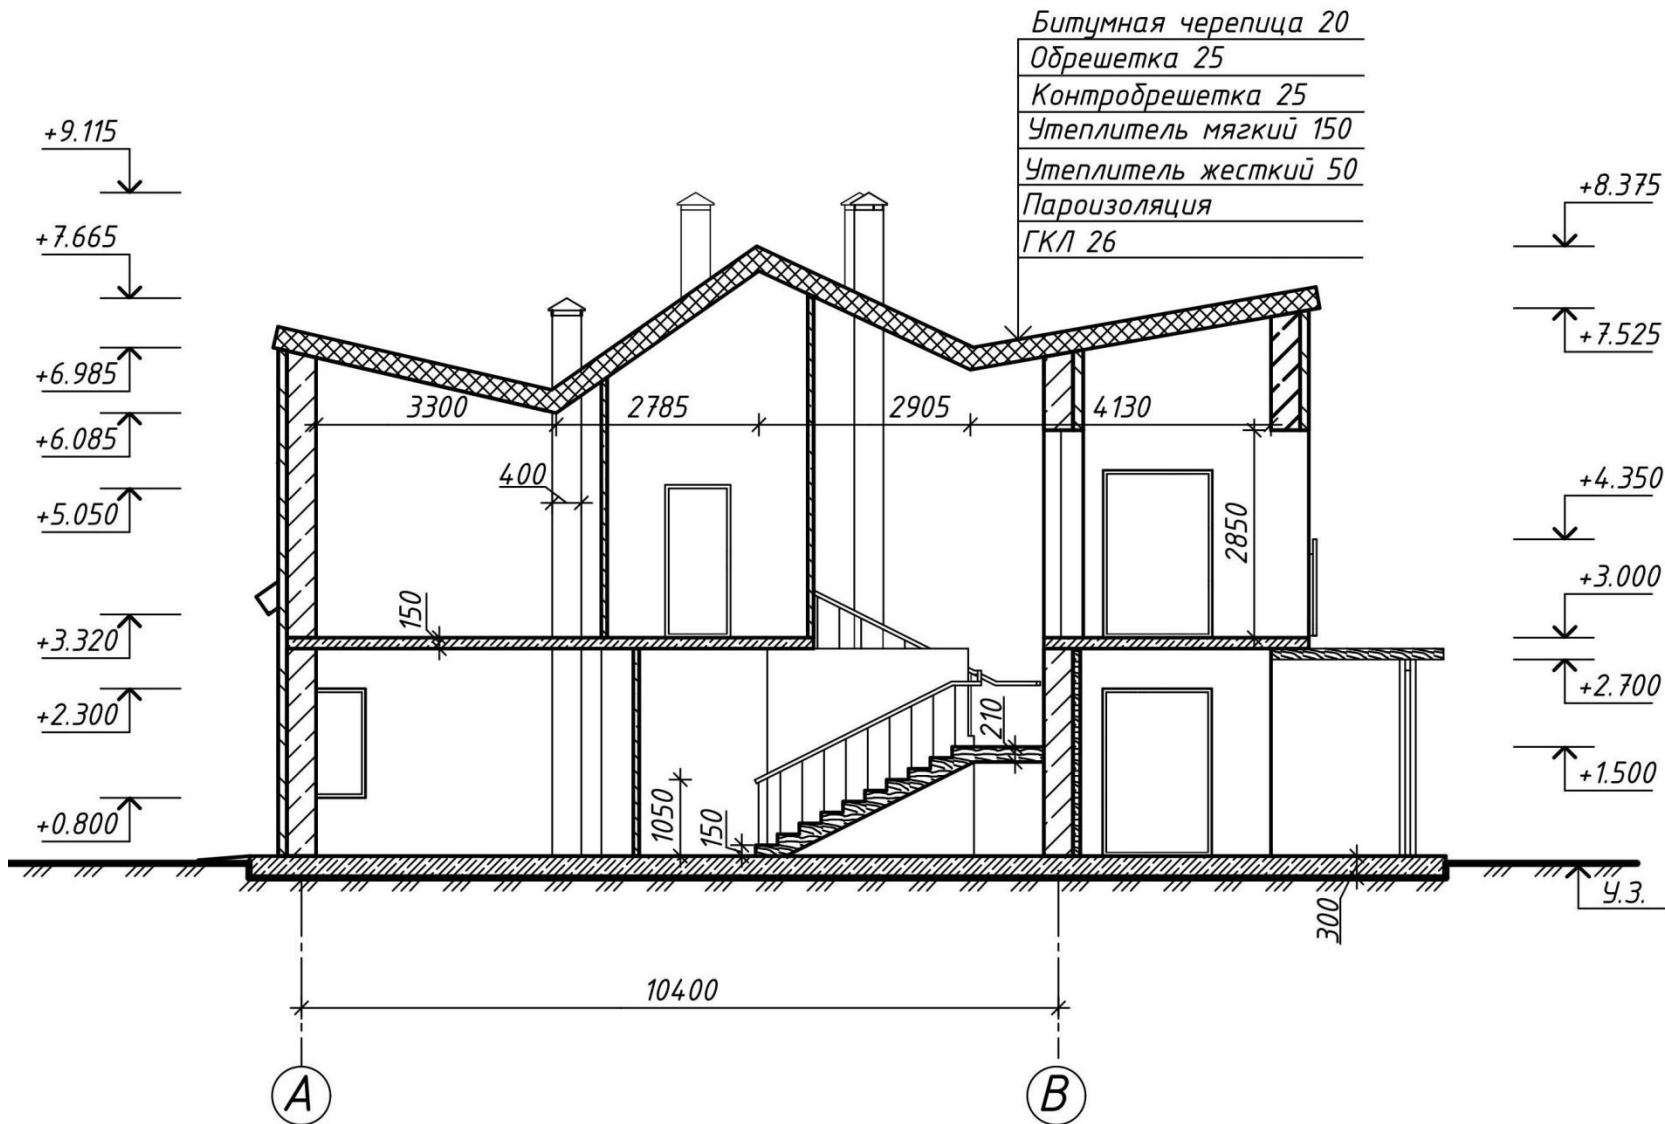 Битумная черепица 20
Обрешетка 25
Контробрешетка 25
Утеплитель мягкий 150
Утеплитель жесткий 50
Пароизоляция
ГКЛ 26
+9.115
+7.665
+6.985
+6.085
+5.050
+3.320
+2.300
+0.800
+8.375
+7.525
+4.350
+3.000
+2.700
+1.500
У.З.
3300
2785
2905
4130
400
2850
150
210
1050
150
300
10400
А
В